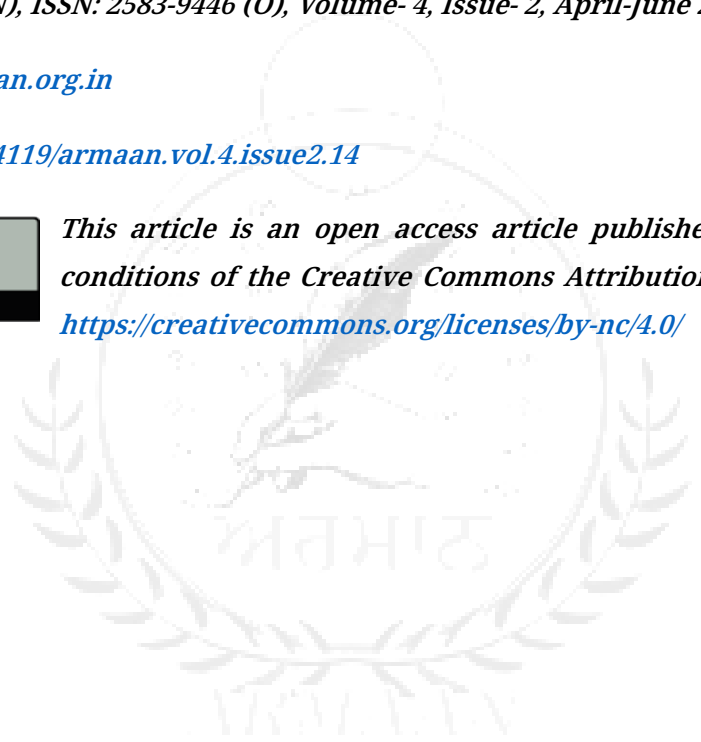 ISSN: 2583-9446 (O), Volume- 4, Issue- 2, April-June
an.org.in
4119/armaan.vol.4.issue2.14
This article is an open access article publishe
conditions of the Creative Commons Attribution
https://creativecommons.org/licenses/by-nc/4.0/
ਅਰਮਾਨ